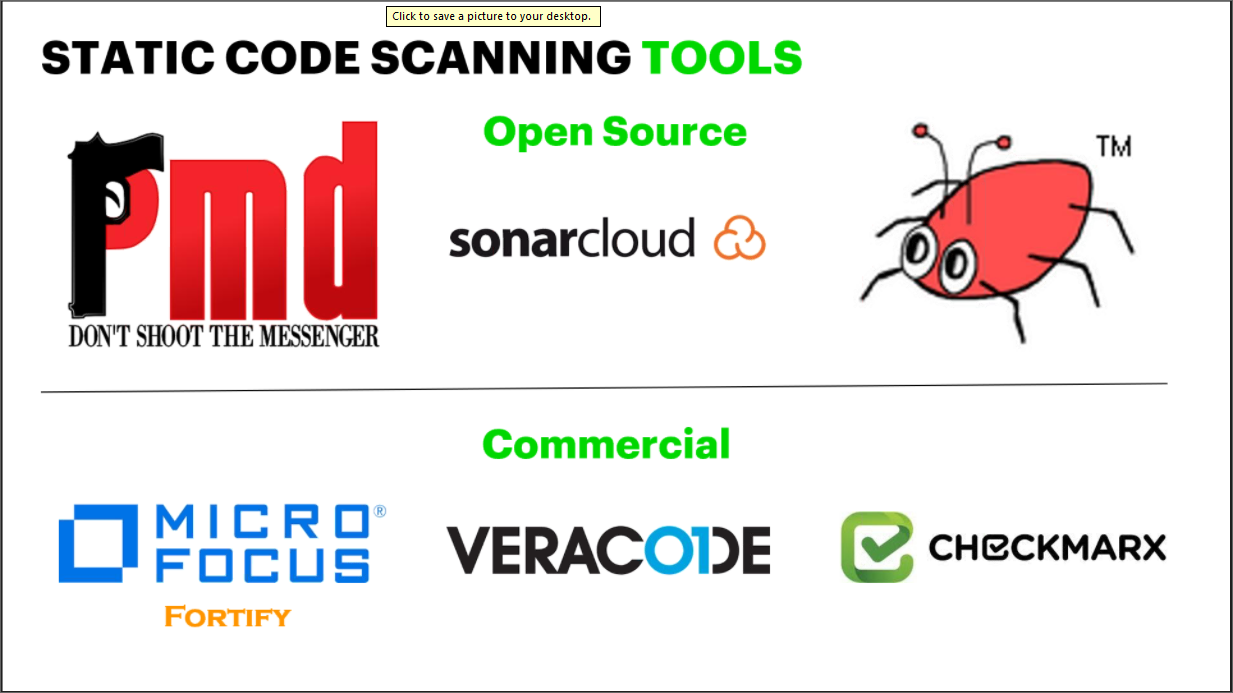 Click to save a picture to your desktop.
STATIC CODE SCANNING TOOLS
Open Source
pmd
DON'T SHOOT THE MESSENGER
sonarcloud
TM
Commercial
MICRO
FOCUS®
FORTIFY
VERACODE
CHECKMARX